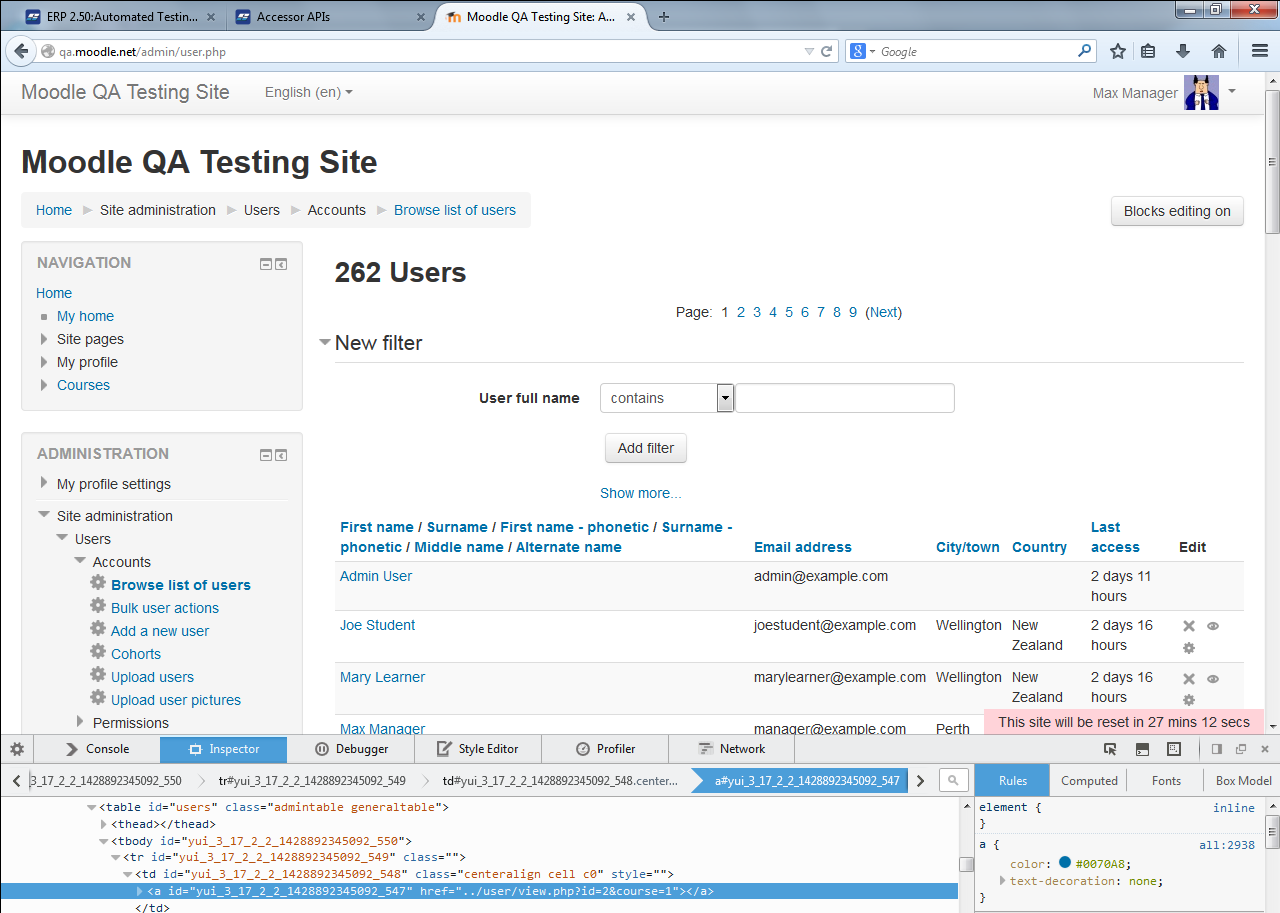 ERP 2.50:Automated Testin...
Accessor APIs
Moodle QA Testing Site: A...
qa.moodle.net/admin/user.php
Google
Moodle QA Testing Site
English (en)
Max Manager
Moodle QA Testing Site
Home Site administration Users Accounts Browse list of users
Blocks editing on
NAVIGATION
Home
My home
Site pages
My profile
Courses
ADMINISTRATION
My profile settings
Site administration
Users
Accounts
Browse list of users
Bulk user actions
Add a new user
Cohorts
Upload users
Upload user pictures
Permissions
262 Users
Page: 1 2 3 4 5 6 7 8 9 (Next)
New filter
User full name contains
Add filter
Show more...
First name / Surname / First name - phonetic / Surname -
phonetic / Middle name / Alternate name
Email address
City/town
Country
Last
access
Edit
Admin User admin@example.com 2 days 11
hours
Joe Student joestudent@example.com Wellington New 2 days 16
Zealand hours
Mary Learner marylearner@example.com Wellington New 2 days 16
Zealand hours
Max Manager manager@example.com Perth
This site will be reset in 27 mins 12 secs
Console Inspector Debugger Style Editor Profiler Network
3_17_2_2_1428892345092_550 tr#yui_3_17_2_2_1428892345092_549 td#yui_3_17_2_2_1428892345092_548.center... a#yui_3_17_2_2_1428892345092_547
Rules Computed Fonts Box Model
<table id="users" class="admintable generaltable">
<thead></thead>
<tbody id="yui_3_17_2_2_1428892345092_550">
<tr id="yui_3_17_2_2_1428892345092_549" class="">
<td id="yui_3_17_2_2_1428892345092_548" class="centeralign cell c0" style="">
<a id="yui_3_17_2_2_1428892345092_547" href="../user/view.php?id=2&course=1"></a>
</td>
element { inline
}
a { all:2938
color: #0070A8;
text-decoration: none;
}